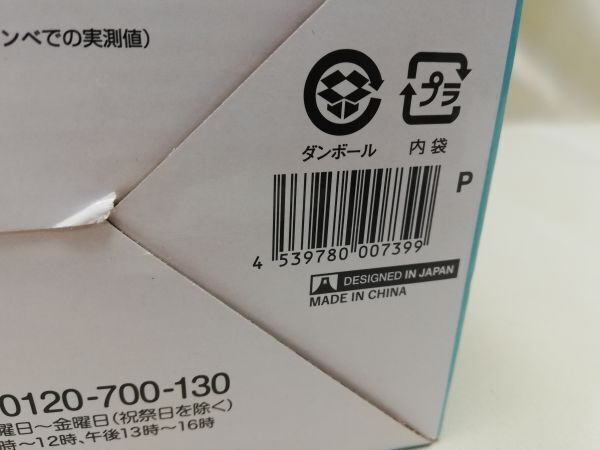 ンベでの実測値)
プラ
ダンボール 内袋
P
4 539780 007399
DESIGNED IN JAPAN
MADE IN CHINA
0120-700-130
曜日～金曜日(祝祭日を除く)
時～12時、午後13時～16時